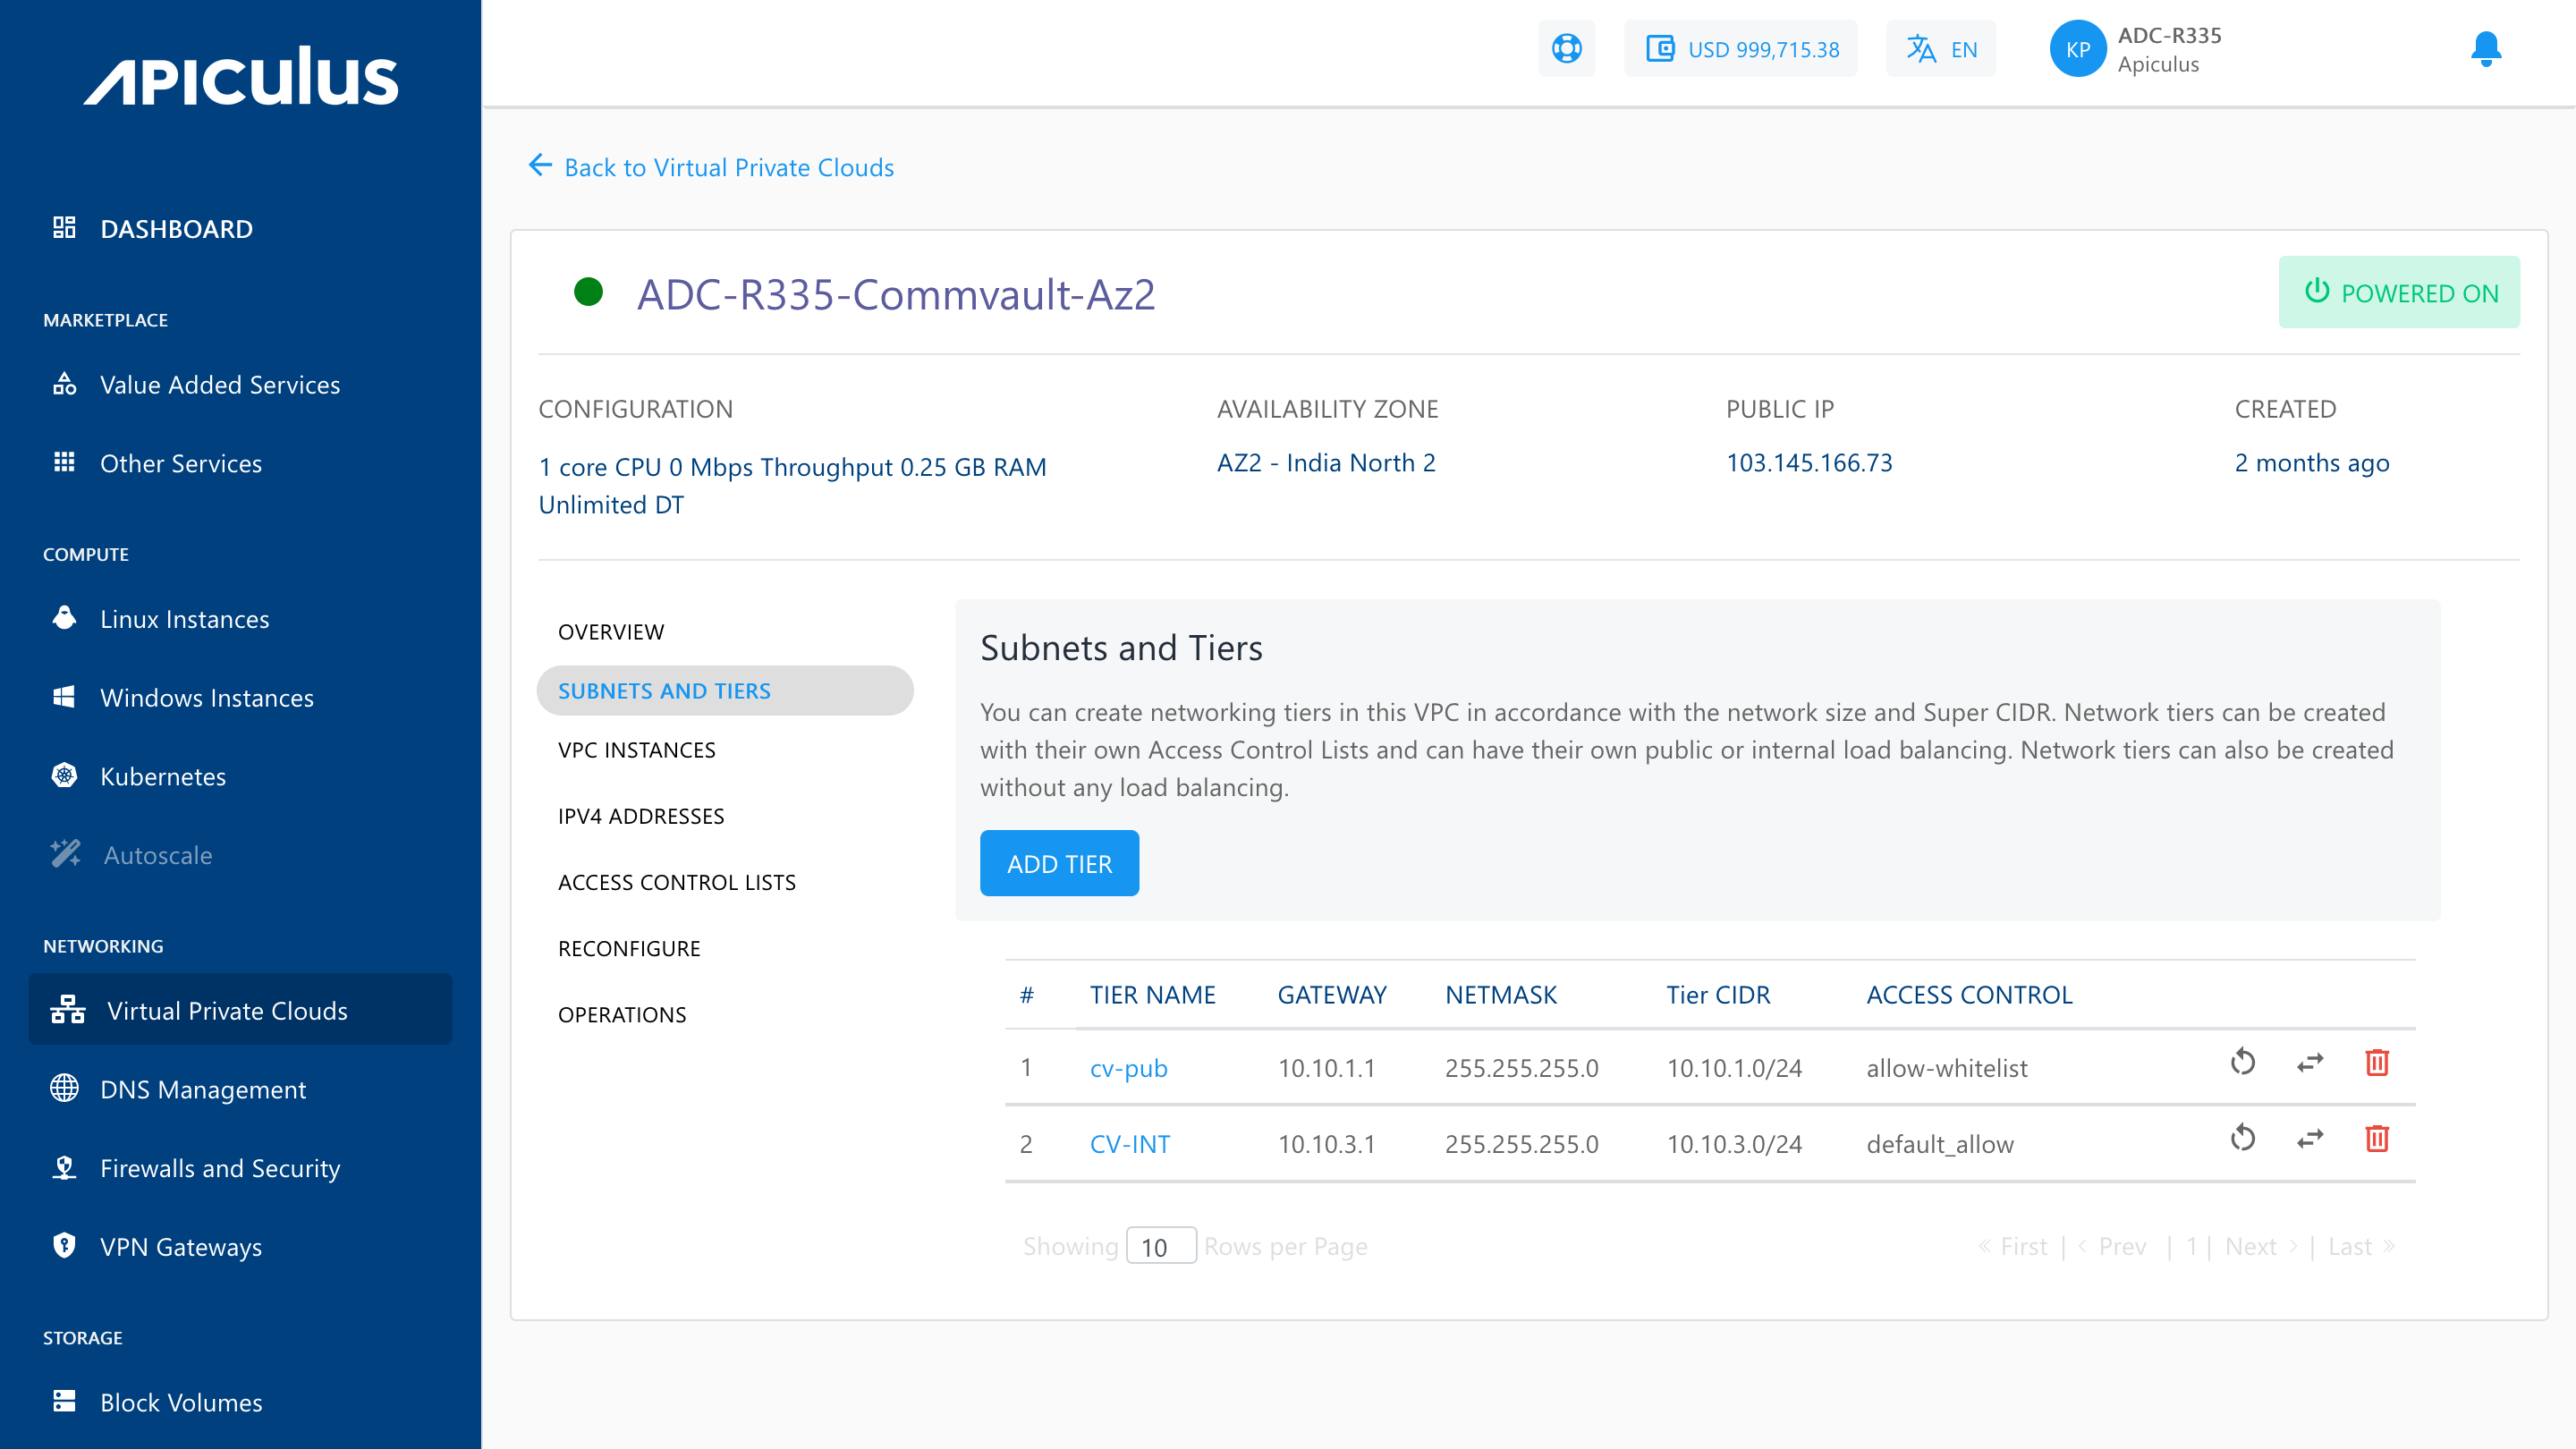 APICULUS
USD 999,715.38
EN
KP
ADC-R335
Apiculus
DASHBOARD
MARKETPLACE
Value Added Services
Other Services
COMPUTE
Linux Instances
Windows Instances
Kubernetes
Autoscale
NETWORKING
Virtual Private Clouds
DNS Management
Firewalls and Security
VPN Gateways
STORAGE
Block Volumes
Back to Virtual Private Clouds
ADC-R335-Commvault-Az2
POWERED ON
CONFIGURATION
1 core CPU 0 Mbps Throughput 0.25 GB RAM
Unlimited DT
AVAILABILITY ZONE
AZ2 - India North 2
PUBLIC IP
103.145.166.73
CREATED
2 months ago
OVERVIEW
SUBNETS AND TIERS
VPC INSTANCES
IPV4 ADDRESSES
ACCESS CONTROL LISTS
RECONFIGURE
OPERATIONS
Subnets and Tiers
You can create networking tiers in this VPC in accordance with the network size and Super CIDR. Network tiers can be created
with their own Access Control Lists and can have their own public or internal load balancing. Network tiers can also be created
without any load balancing.
ADD TIER
# TIER NAME GATEWAY NETMASK Tier CIDR ACCESS CONTROL
1 cv-pub 10.10.1.1 255.255.255.0 10.10.1.0/24 allow-whitelist
2 CV-INT 10.10.3.1 255.255.255.0 10.10.3.0/24 default_allow
Showing 10 Rows per Page
« First | ‹ Prev | 1 | Next › | Last »